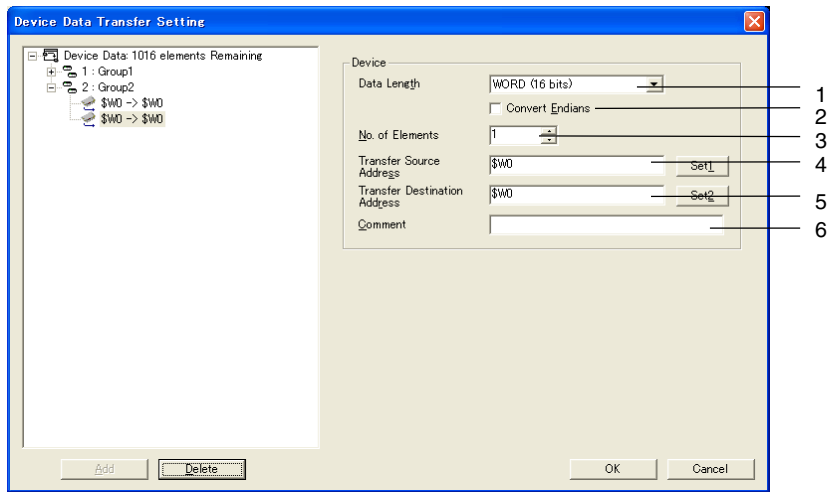 Device Data Transfer Setting
Device Data: 1016 elements Remaining
1 : Group1
2 : Group2
$W0 -> $W0
$W0 -> $W0
Device
Data Length
WORD (16 bits)
1
Convert Endians
2
No. of Elements
1
3
Transfer Source
Address
$W0
Set1
4
Transfer Destination
Address
$W0
Set2
5
Comment
6
Add
Delete
OK
Cancel